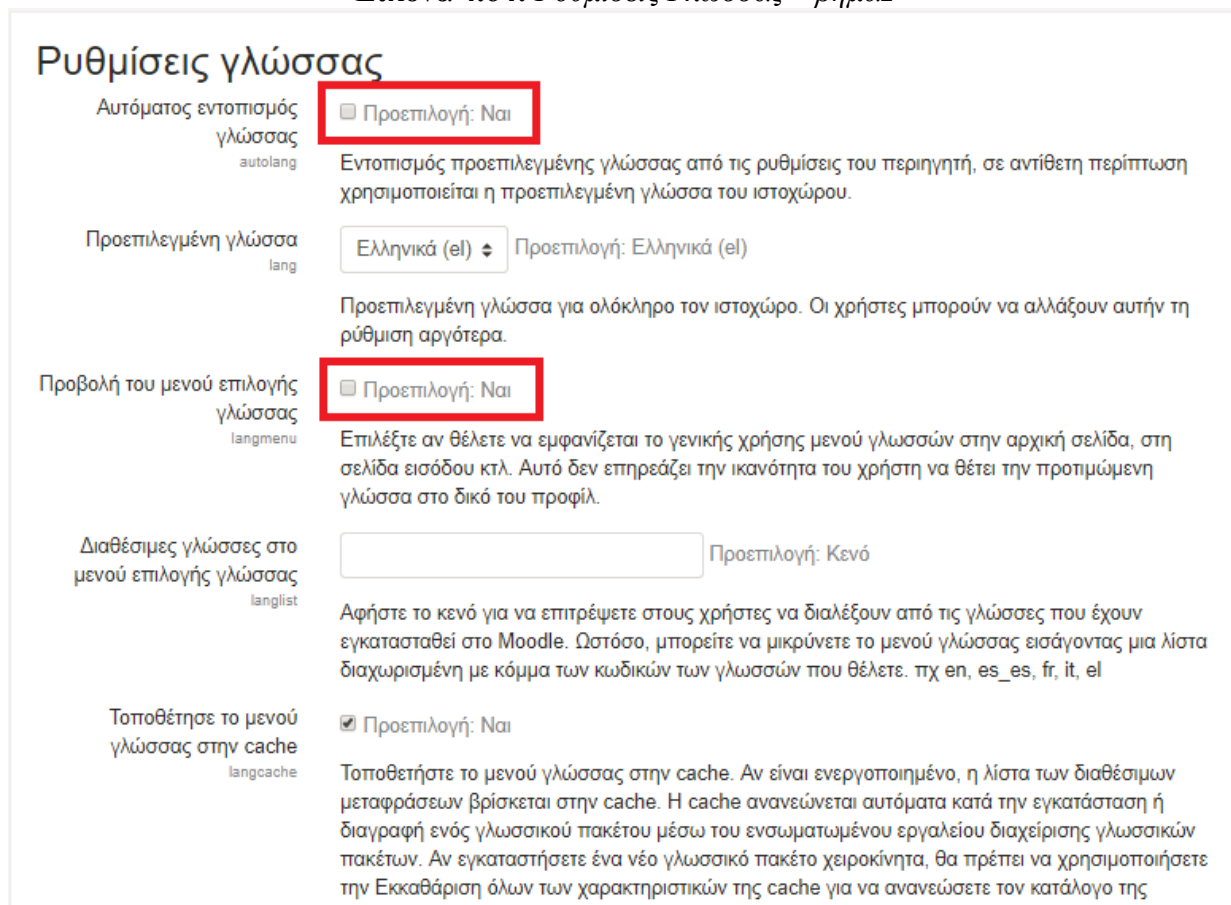 Ρυθμίσεις γλώσσας
Αυτόματος εντοπισμός
γλώσσας
autolang
Προεπιλογή: Ναι
Εντοπισμός προεπιλεγμένης γλώσσας από τις ρυθμίσεις του περιηγητή, σε αντίθετη περίπτωση
χρησιμοποιείται η προεπιλεγμένη γλώσσα του ιστοχώρου.
Προεπιλεγμένη γλώσσα
lang
Ελληνικά (el) Προεπιλογή: Ελληνικά (el)
Προεπιλεγμένη γλώσσα για ολόκληρο τον ιστοχώρο. Οι χρήστες μπορούν να αλλάξουν αυτήν τη
ρύθμιση αργότερα.
Προβολή του μενού επιλογής
γλώσσας
langmenu
Προεπιλογή: Ναι
Επιλέξτε αν θέλετε να εμφανίζεται το γενικής χρήσης μενού γλωσσών στην αρχική σελίδα, στη
σελίδα εισόδου κτλ. Αυτό δεν επηρεάζει την ικανότητα του χρήστη να θέτει την προτιμώμενη
γλώσσα στο δικό του προφίλ.
Διαθέσιμες γλώσσες στο
μενού επιλογής γλώσσας
langlist
Προεπιλογή: Κενό
Αφήστε το κενό για να επιτρέψετε στους χρήστες να διαλέξουν από τις γλώσσες που έχουν
εγκατασταθεί στο Moodle. Ωστόσο, μπορείτε να μικρύνετε το μενού γλώσσας εισάγοντας μια λίστα
διαχωρισμένη με κόμμα των κωδικών των γλωσσών που θέλετε. πχ en, es_es, fr, it, el
Τοποθέτησε το μενού
γλώσσας στην cache
langcache
Προεπιλογή: Ναι
Τοποθετήστε το μενού γλώσσας στην cache. Αν είναι ενεργοποιημένο, η λίστα των διαθέσιμων
μεταφράσεων βρίσκεται στην cache. Η cache ανανεώνεται αυτόματα κατά την εγκατάσταση ή
διαγραφή ενός γλωσσικού πακέτου μέσω του ενσωματωμένου εργαλείου διαχείρισης γλωσσικών
πακέτων. Αν εγκαταστήσετε ένα νέο γλωσσικό πακέτο χειροκίνητα, θα πρέπει να χρησιμοποιήσετε
την Εκκαθάριση όλων των χαρακτηριστικών της cache για να ανανεώσετε τον κατάλογο της